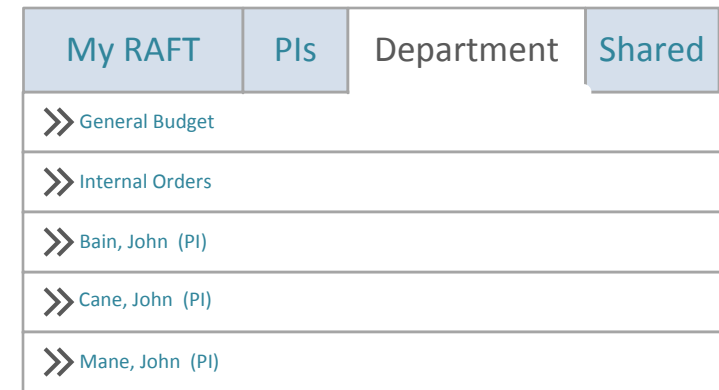 My RAFT PIs Department Shared
General Budget
Internal Orders
Bain, John (PI)
Cane, John (PI)
Mane, John (PI)